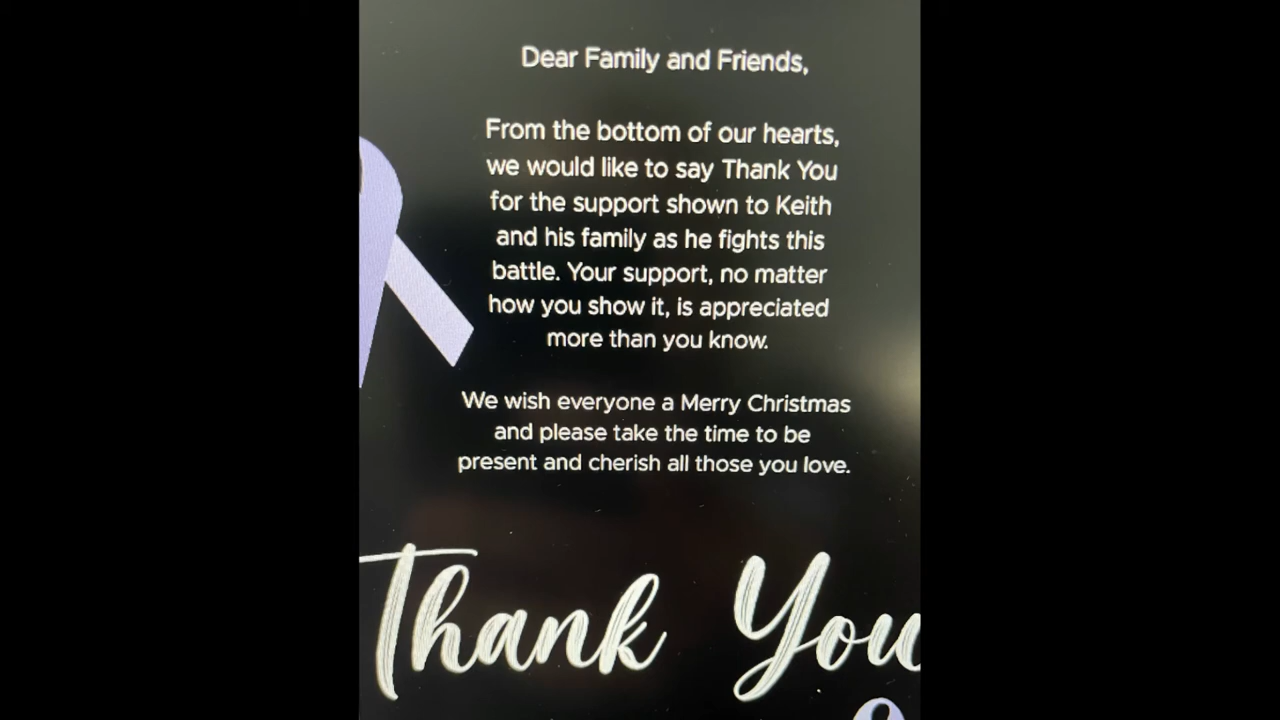 Dear Family and Friends,
From the bottom of our hearts,
we would like to say Thank You
for the support shown to Keith
and his family as he fights this
battle. Your support, no matter
how you show it, is appreciated
more than you know.
We wish everyone a Merry Christmas
and please take the time to be
present and cherish all those you love.
Thank You